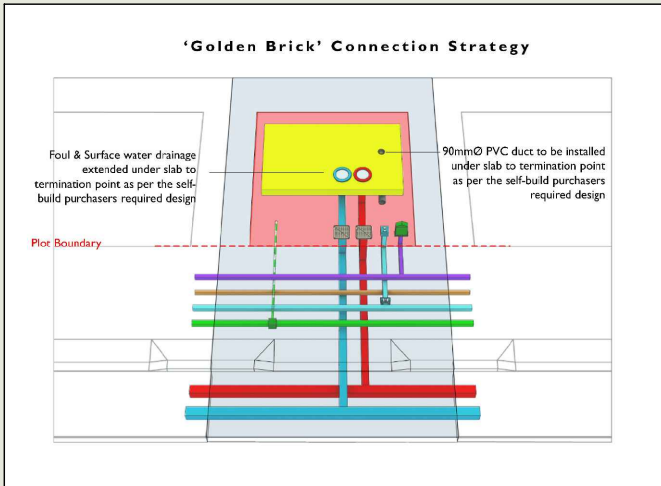 ‘Golden Brick’ Connection Strategy
Foul & Surface water drainage
extended under slab to
termination point as per the self-
build purchasers required design
90mmØ PVC duct to be installed
under slab to termination point
as per the self-build purchasers
required design
Plot Boundary